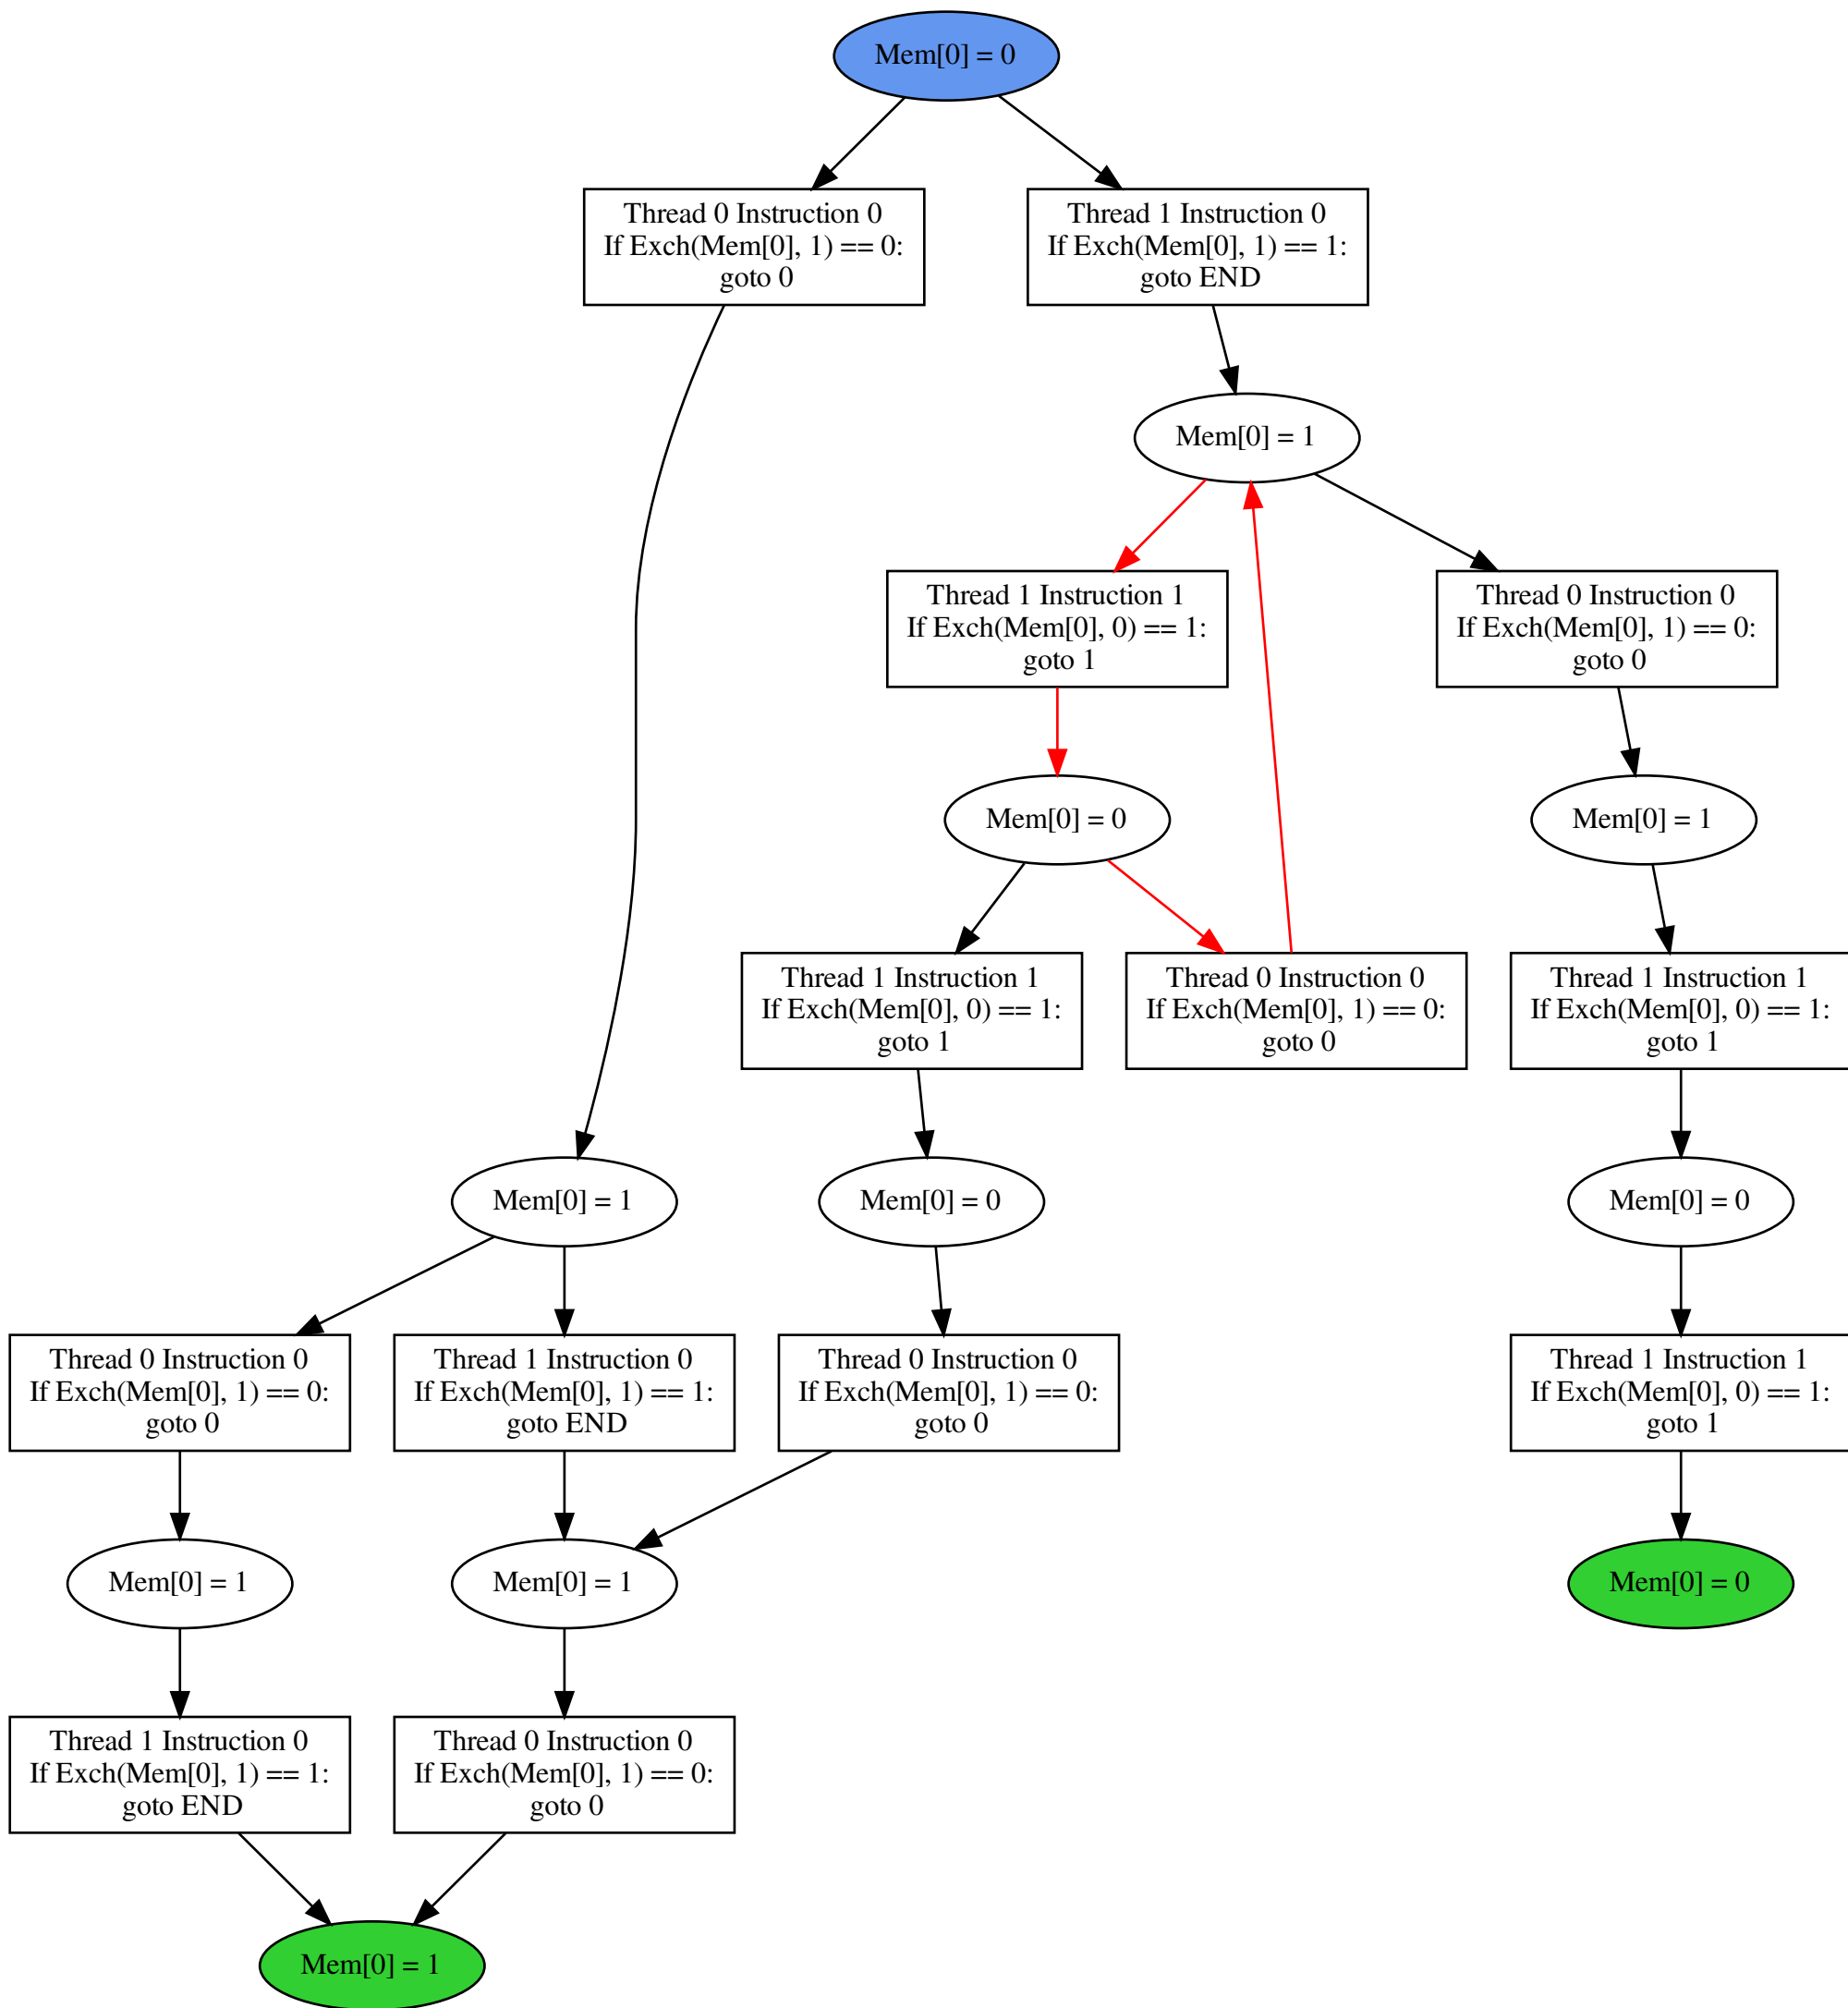 Mem[0] = 0
Thread 0 Instruction 0
If Exch(Mem[0], 1) == 0:
goto 0
Thread 1 Instruction 0
If Exch(Mem[0], 1) == 1:
goto END
Mem[0] = 1
Thread 1 Instruction 1
If Exch(Mem[0], 0) == 1:
goto 1
Thread 0 Instruction 0
If Exch(Mem[0], 1) == 0:
goto 0
Mem[0] = 0
Mem[0] = 1
Thread 1 Instruction 1
If Exch(Mem[0], 0) == 1:
goto 1
Thread 0 Instruction 0
If Exch(Mem[0], 1) == 0:
goto 0
Thread 1 Instruction 1
If Exch(Mem[0], 0) == 1:
goto 1
Mem[0] = 1
Mem[0] = 0
Mem[0] = 0
Thread 0 Instruction 0
If Exch(Mem[0], 1) == 0:
goto 0
Thread 1 Instruction 0
If Exch(Mem[0], 1) == 1:
goto END
Thread 0 Instruction 0
If Exch(Mem[0], 1) == 0:
goto 0
Thread 1 Instruction 1
If Exch(Mem[0], 0) == 1:
goto 1
Mem[0] = 1
Mem[0] = 1
Mem[0] = 0
Thread 1 Instruction 0
If Exch(Mem[0], 1) == 1:
goto END
Thread 0 Instruction 0
If Exch(Mem[0], 1) == 0:
goto 0
Mem[0] = 1